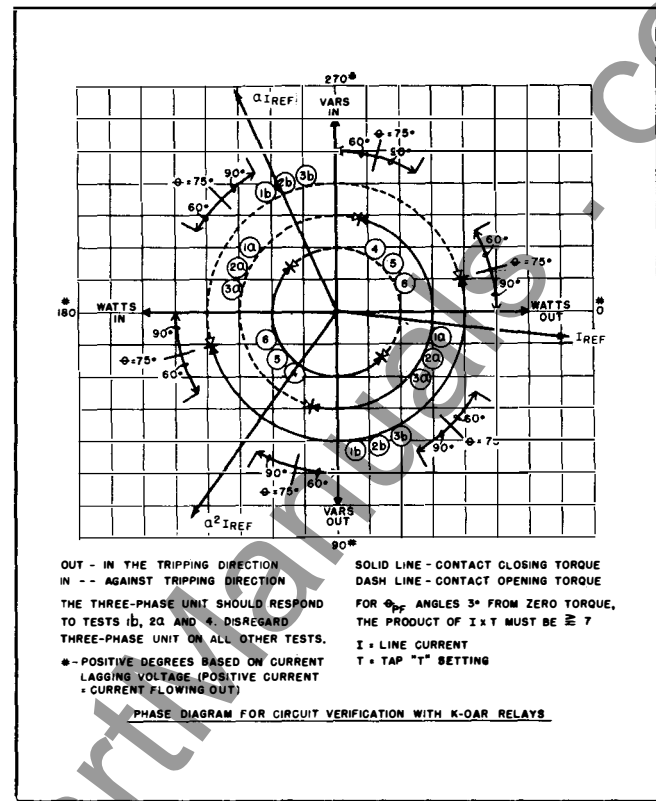 270*
aIREF
VARS
IN
60° θ=75°
90°
θ=75° 90°
60°
1b 2b 3b
1a
2a
3a
4
5
6
60°
θ=75°
90°
*
180
WATTS
IN
WATTS
OUT
*
0
IREF
90°
θ=75°
60°
6
5
4
1a
2a
3a
1b 2b 3b
60°
90° θ=75
90°
θ=75° 60°
a²IREF
VARS
OUT
90*
OUT - IN THE TRIPPING DIRECTION
IN -- AGAINST TRIPPING DIRECTION
THE THREE-PHASE UNIT SHOULD RESPOND
TO TESTS 1b, 2a AND 4. DISREGARD
THREE-PHASE UNIT ON ALL OTHER TESTS.
*- POSITIVE DEGREES BASED ON CURRENT
LAGGING VOLTAGE (POSITIVE CURRENT
= CURRENT FLOWING OUT)
SOLID LINE - CONTACT CLOSING TORQUE
DASH LINE - CONTACT OPENING TORQUE
FOR θPF ANGLES 3° FROM ZERO TORQUE,
THE PRODUCT OF I x T MUST BE ≧ 7
I = LINE CURRENT
T = TAP "T" SETTING
PHASE DIAGRAM FOR CIRCUIT VERIFICATION WITH K-DAR RELAYS